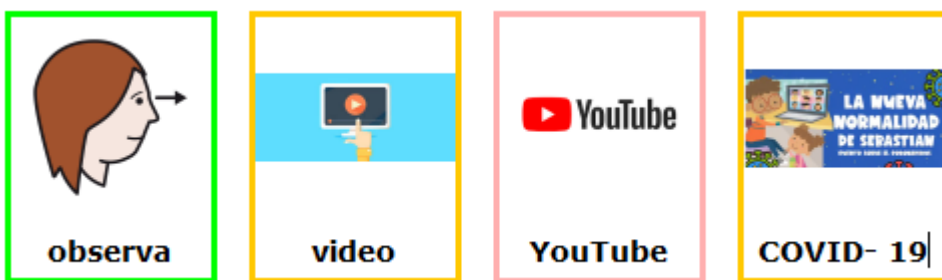 YouTube
LA NUEVA
NORMALIDAD
DE SEBASTIAN
observa
video
YouTube
COVID- 19